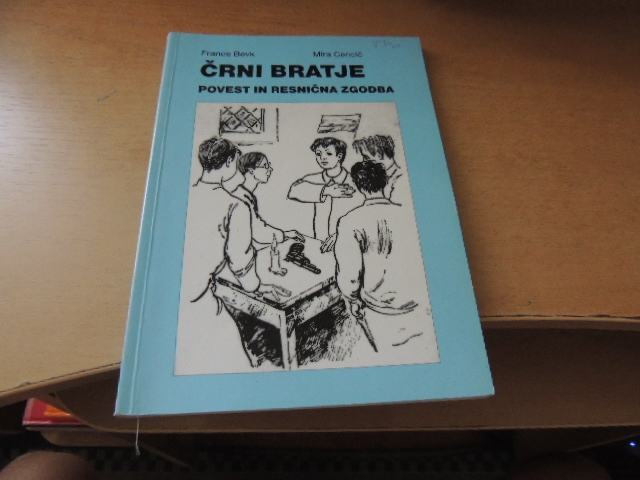 France Bevk Mira Cencič
ČRNI BRATJE
POVEST IN RESNIČNA ZGODBA